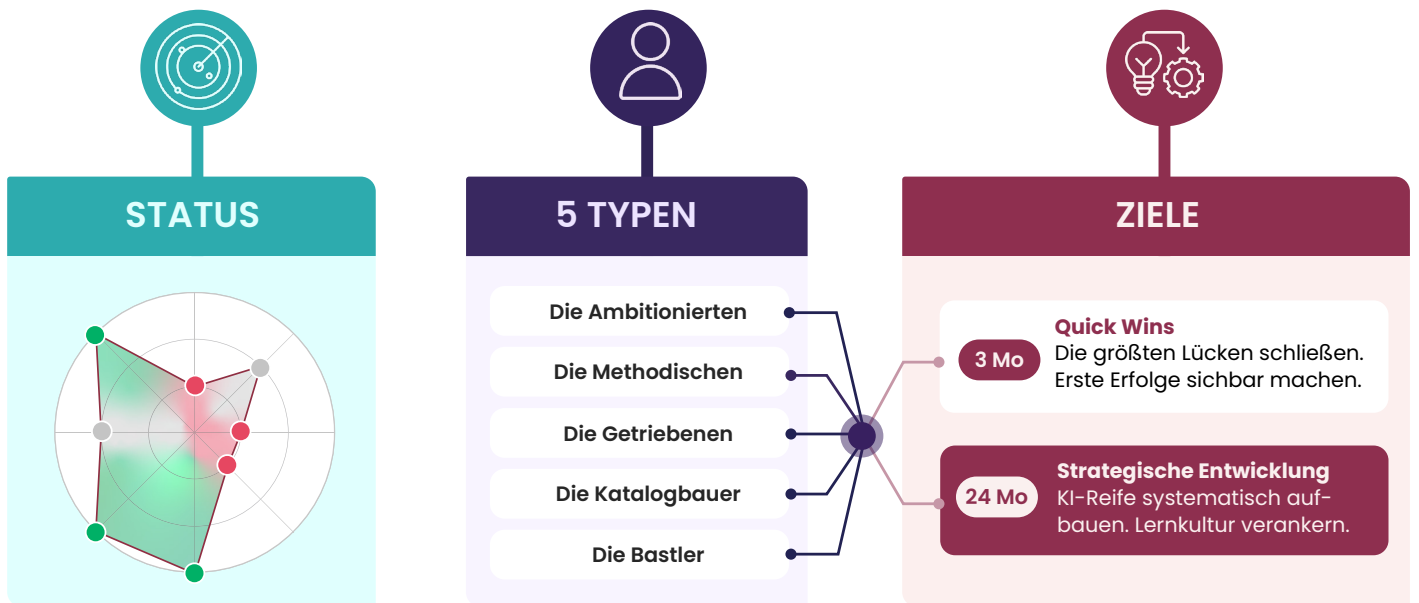 STATUS
5 TYPEN
Die Ambitionierten
Die Methodischen
Die Getriebenen
Die Katalogbauer
Die Bastler
ZIELE
3 Mo
Quick Wins
Die größten Lücken schließen.
Erste Erfolge sichbar machen.
24 Mo
Strategische Entwicklung
KI-Reife systematisch auf-
bauen. Lernkultur verankern.